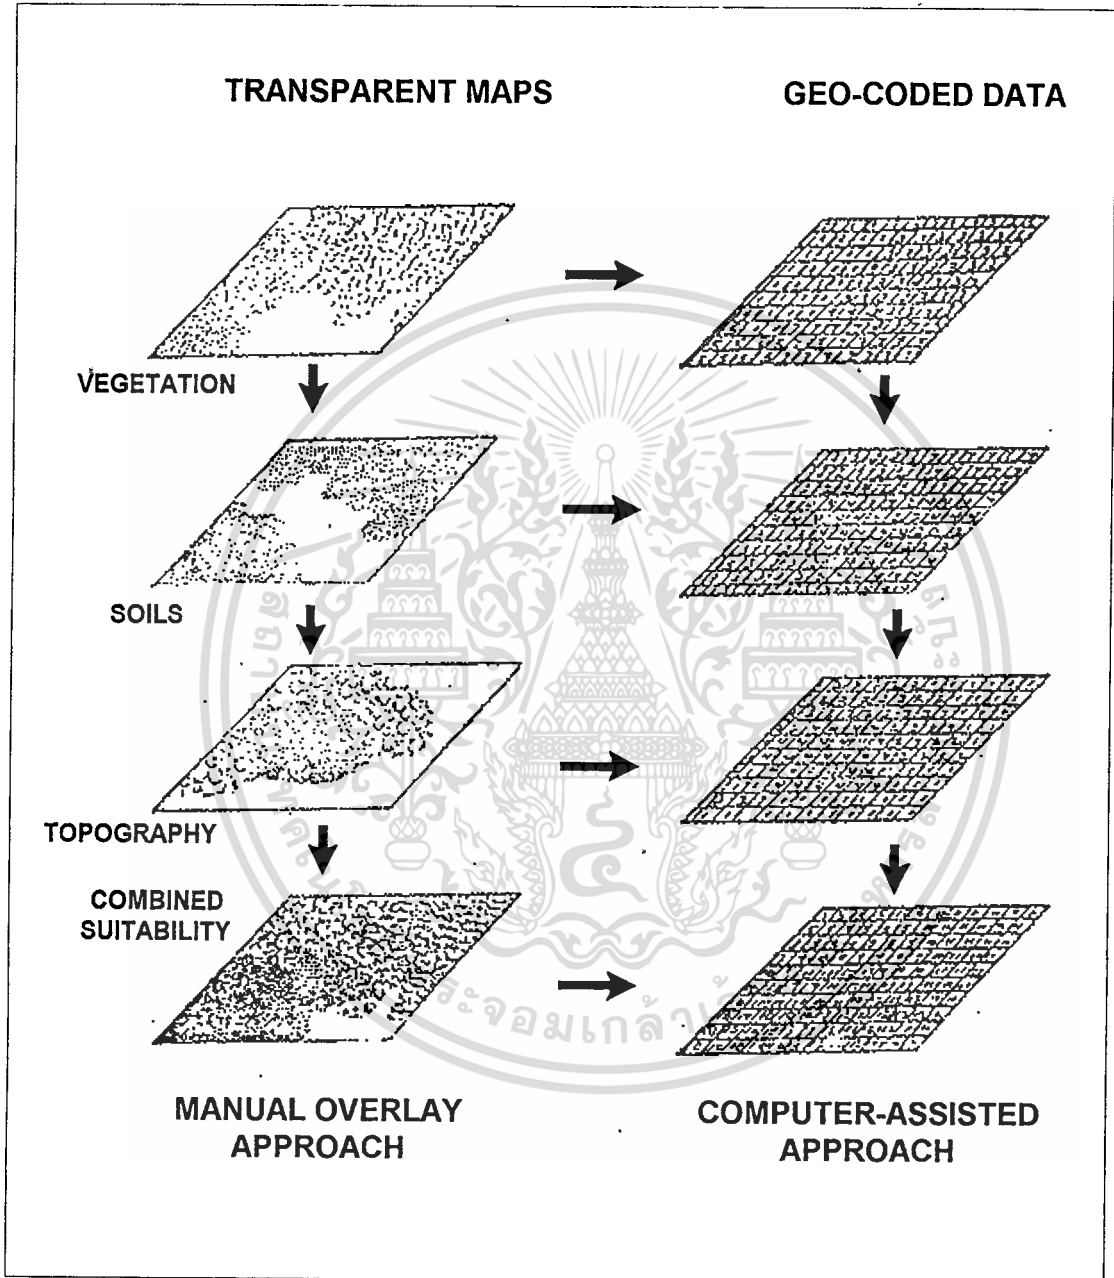 TRANSPARENT MAPS
GEO-CODED DATA
VEGETATION
SOILS
TOPOGRAPHY
COMBINED
SUITABILITY
MANUAL OVERLAY
APPROACH
COMPUTER-ASSISTED
APPROACH